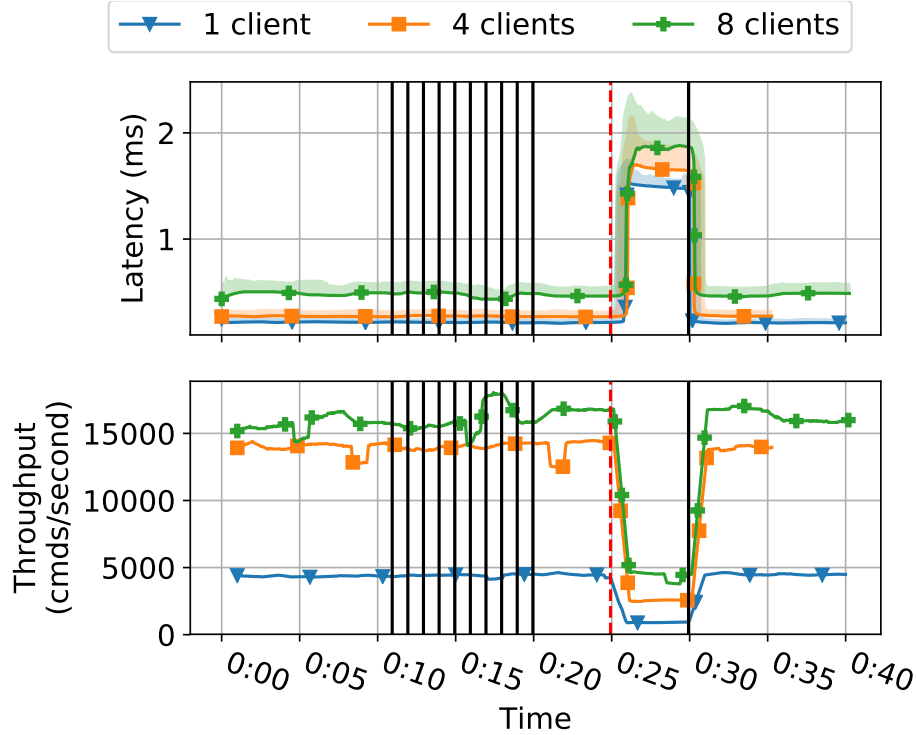 1 client 4 clients 8 clients
Latency (ms)
2
1
Throughput
(cmds/second)
15000
10000
5000
0
0:00 0:05 0:10 0:15 0:20 0:25 0:30 0:35 0:40
Time